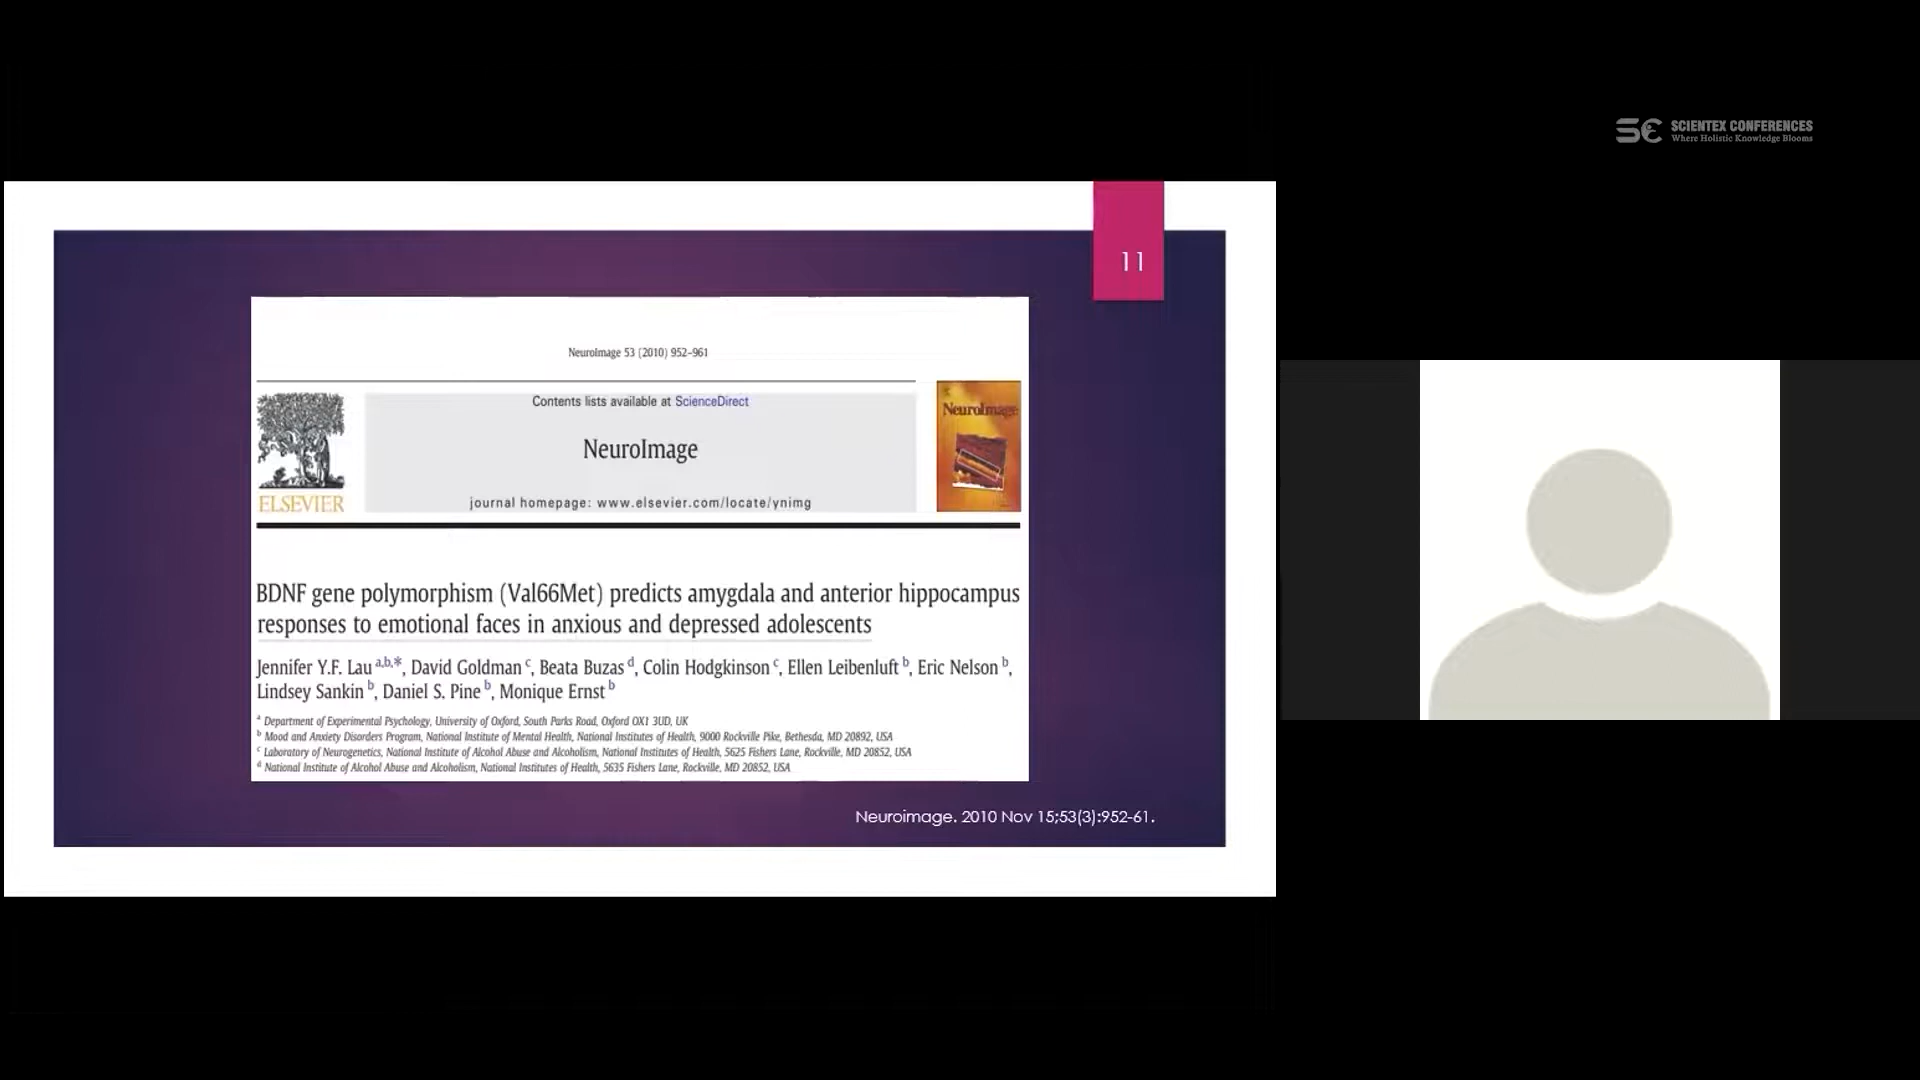 SCIENTEX CONFERENCES
Where Holistic Knowledge Blooms
11
NeuroImage 53 (2010) 952–961
Contents lists available at ScienceDirect
NeuroImage
journal homepage: www.elsevier.com/locate/ynimg
ELSEVIER
NeuroImage
BDNF gene polymorphism (Val66Met) predicts amygdala and anterior hippocampus
responses to emotional faces in anxious and depressed adolescents
Jennifer Y.F. Lau a,b,*, David Goldman c, Beata Buzas d, Colin Hodgkinson c, Ellen Leibenluft b, Eric Nelson b,
Lindsey Sankin b, Daniel S. Pine b, Monique Ernst b
a Department of Experimental Psychology, University of Oxford, South Parks Road, Oxford OX1 3UD, UK
b Mood and Anxiety Disorders Program, National Institute of Mental Health, National Institutes of Health, 9000 Rockville Pike, Bethesda, MD 20892, USA
c Laboratory of Neurogenetics, National Institute of Alcohol Abuse and Alcoholism, National Institutes of Health, 5625 Fishers Lane, Rockville, MD 20852, USA
d National Institute of Alcohol Abuse and Alcoholism, National Institutes of Health, 5635 Fishers Lane, Rockville, MD 20852, USA
Neuroimage. 2010 Nov 15;53(3):952-61.